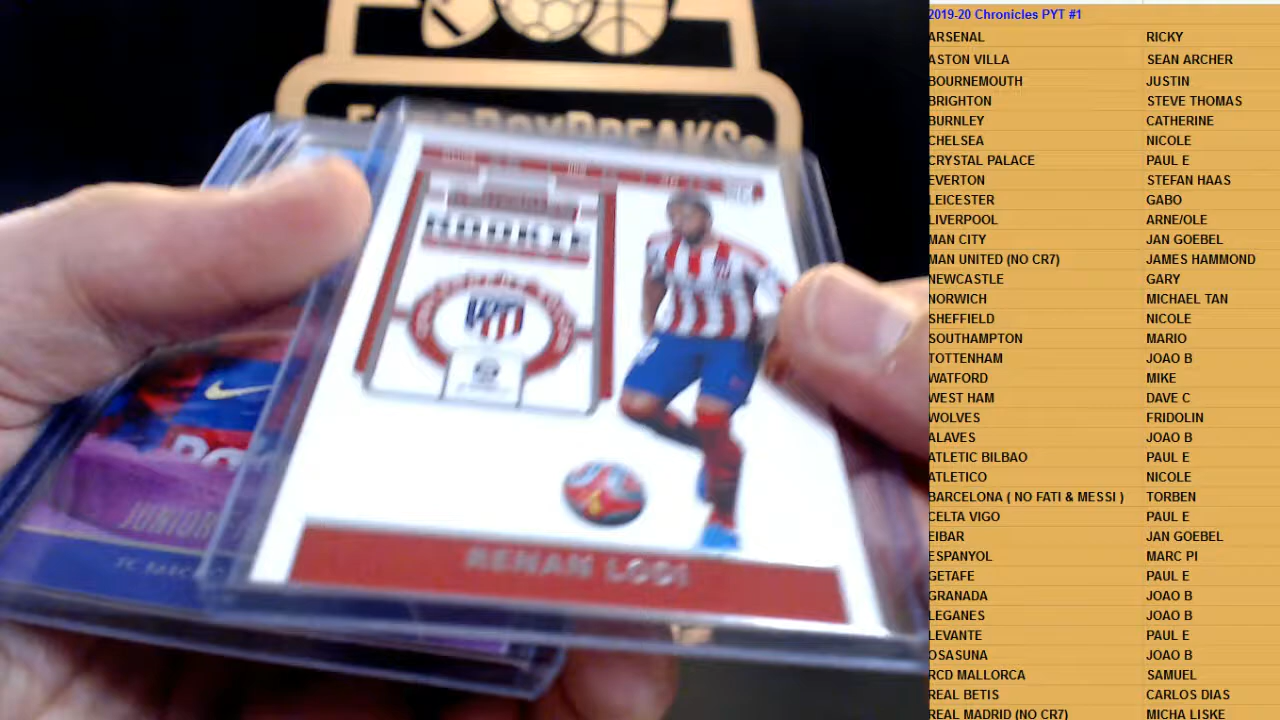 2019-20 Chronicles PYT #1
ARSENAL RICKY
ASTON VILLA SEAN ARCHER
BOURNEMOUTH JUSTIN
BRIGHTON STEVE THOMAS
BURNLEY CATHERINE
CHELSEA NICOLE
CRYSTAL PALACE PAUL E
EVERTON STEFAN HAAS
LEICESTER GABO
LIVERPOOL ARNE/OLE
MAN CITY JAN GOEBEL
MAN UNITED (NO CR7) JAMES HAMMOND
NEWCASTLE GARY
NORWICH MICHAEL TAN
SHEFFIELD NICOLE
SOUTHAMPTON MARIO
TOTTENHAM JOAO B
WATFORD MIKE
WEST HAM DAVE C
WOLVES FRIDOLIN
ALAVES JOAO B
ATLETIC BILBAO PAUL E
ATLETICO NICOLE
BARCELONA ( NO FATI & MESSI ) TORBEN
CELTA VIGO PAUL E
EIBAR JAN GOEBEL
ESPANYOL MARC PI
GETAFE PAUL E
GRANADA JOAO B
LEGANES JOAO B
LEVANTE PAUL E
OSASUNA JOAO B
RCD MALLORCA SAMUEL
REAL BETIS CARLOS DIAS
REAL MADRID (NO CR7) MICHA LISKE
ROOKIE
RENAN LODI
JUNIOR